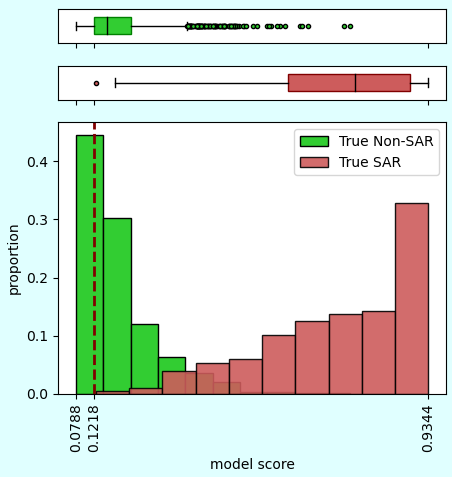 True Non-SAR
True SAR
0.4
0.3
0.2
0.1
0.0
proportion
0.0788
0.1218
0.9344
model score